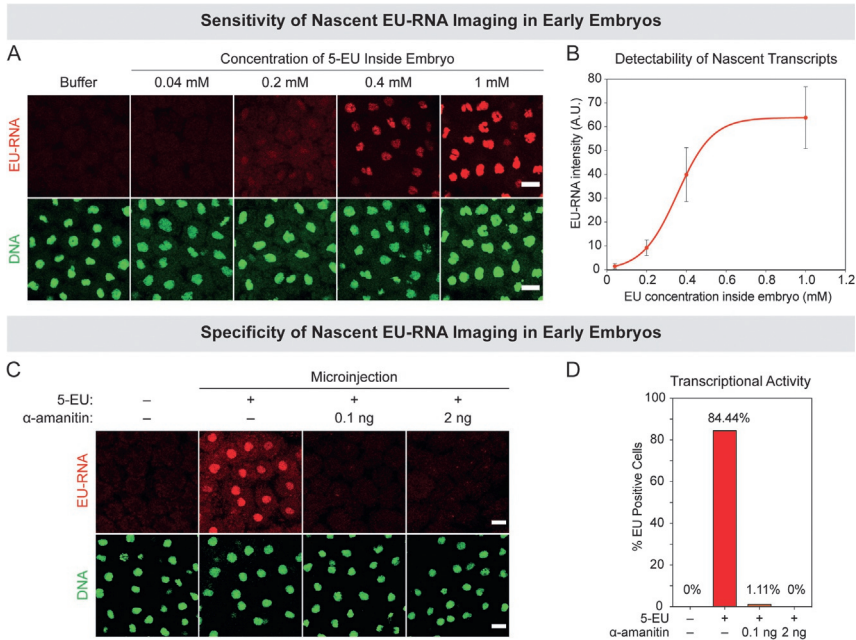 Sensitivity of Nascent EU-RNA Imaging in Early Embryos
A
Concentration of 5-EU Inside Embryo
Buffer 0.04 mM 0.2 mM 0.4 mM 1 mM
EU-RNA
DNA
B
Detectability of Nascent Transcripts
EU-RNA intensity (A.U.)
80
70
60
50
40
30
20
10
0
0.0 0.2 0.4 0.6 0.8 1.0 1.2
EU concentration inside embryo (mM)
Specificity of Nascent EU-RNA Imaging in Early Embryos
C
Microinjection
5-EU: – + + +
α-amanitin: – – 0.1 ng 2 ng
EU-RNA
DNA
D
Transcriptional Activity
% EU Positive Cells
100
80
60
40
20
0
0% 84.44% 1.11% 0%
5-EU – + + +
α-amanitin – – 0.1 ng 2 ng